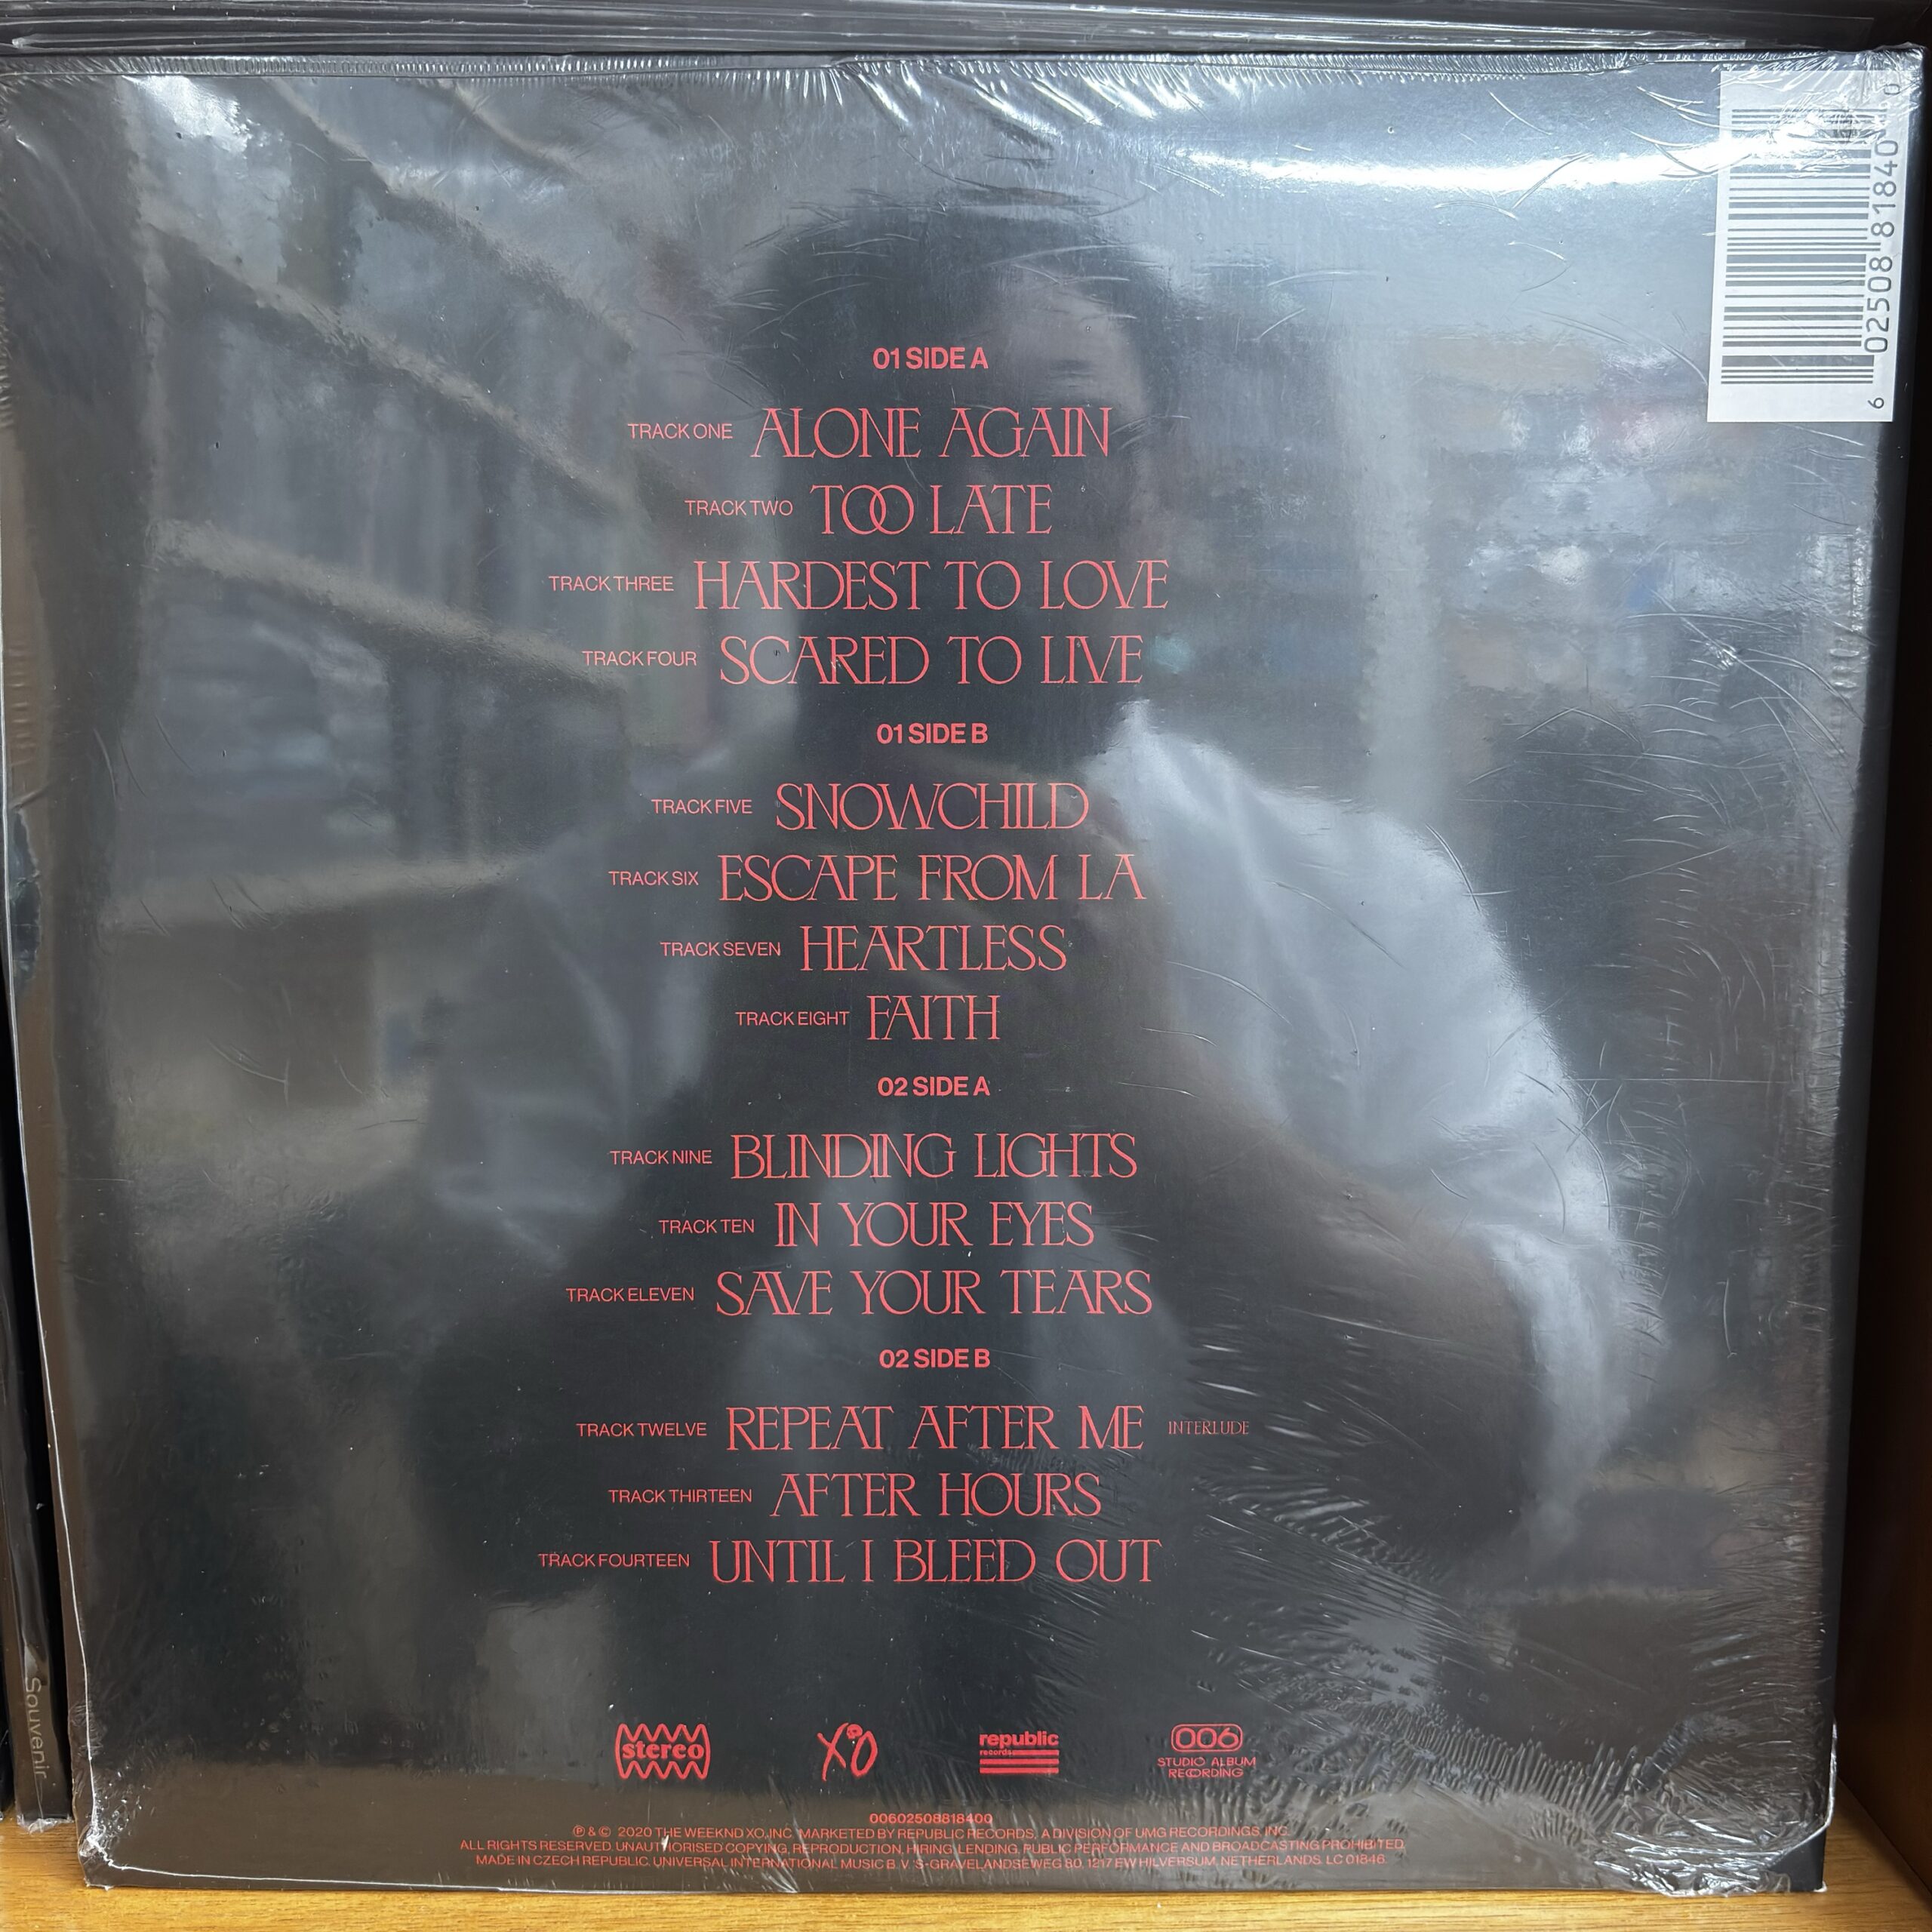 01 SIDE A
TRACK ONE ALONE AGAIN
TRACK TWO TOO LATE
TRACK THREE HARDEST TO LOVE
TRACK FOUR SCARED TO LIVE
01 SIDE B
TRACK FIVE SNOWCHILD
TRACK SIX ESCAPE FROM LA
TRACK SEVEN HEARTLESS
TRACK EIGHT FAITH
02 SIDE A
TRACK NINE BLINDING LIGHTS
TRACK TEN IN YOUR EYES
TRACK ELEVEN SAVE YOUR TEARS
02 SIDE B
TRACK TWELVE REPEAT AFTER ME INTERLUDE
TRACK THIRTEEN AFTER HOURS
TRACK FOURTEEN UNTIL I BLEED OUT
stereo
XO
republic
records
006
STUDIO ALBUM
RECORDING
00602508818400
Ⓟ & © 2020 THE WEEKND XO, INC. MARKETED BY REPUBLIC RECORDS, A DIVISION OF UMG RECORDINGS, INC.
ALL RIGHTS RESERVED. UNAUTHORISED COPYING, REPRODUCTION, HIRING, LENDING, PUBLIC PERFORMANCE AND BROADCASTING PROHIBITED.
MADE IN CZECH REPUBLIC. UNIVERSAL INTERNATIONAL MUSIC B.V. 'S-GRAVELANDSEWEG 80, 1217 EW HILVERSUM, NETHERLANDS. LC 01846.
Souvenir